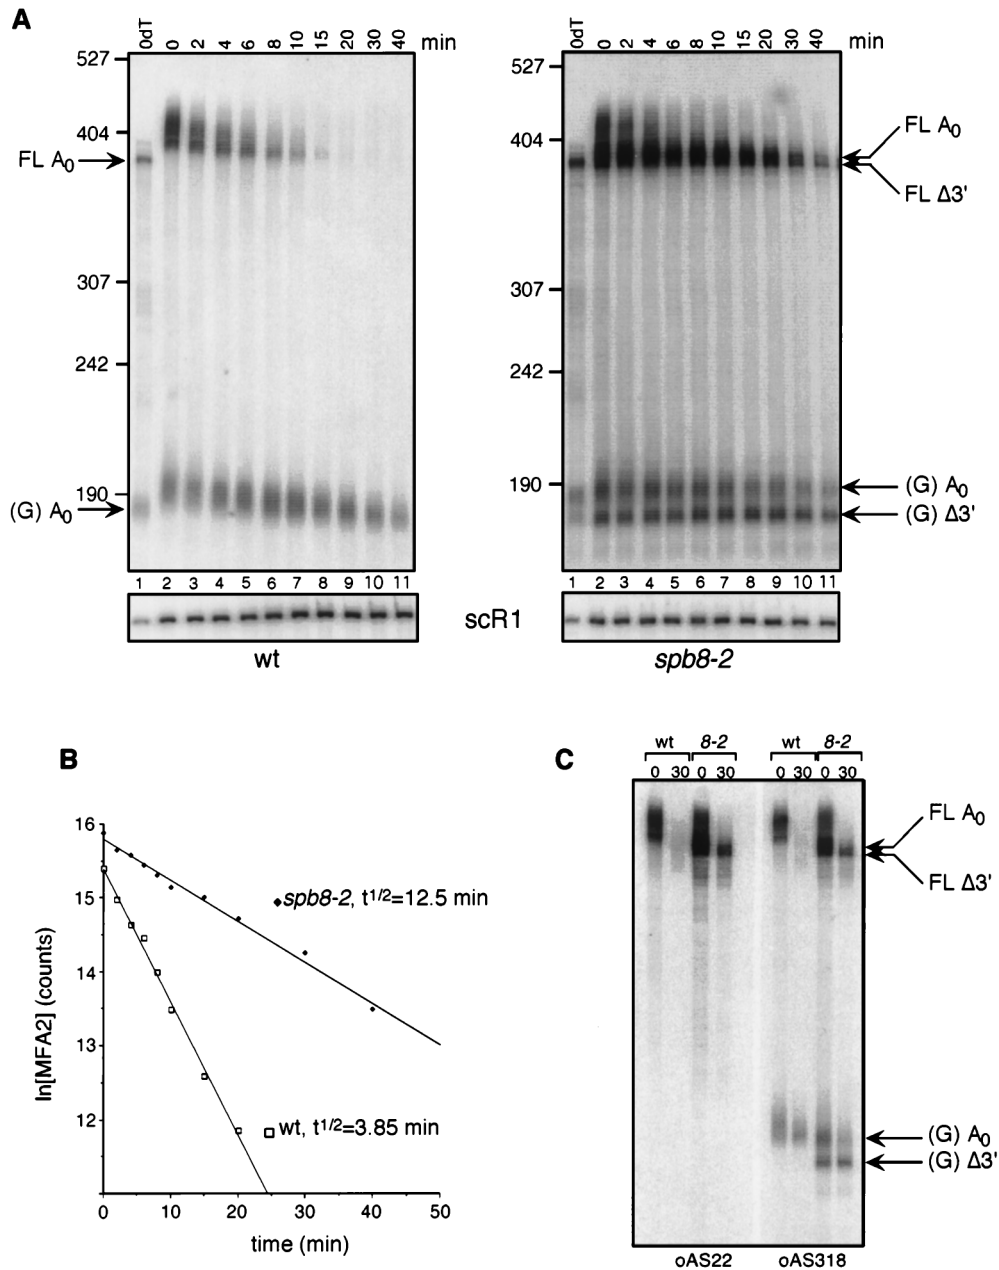 A
0dT 0 2 4 6 8 10 15 20 30 40 min
527
404
FL A0
307
242
190
(G) A0
1 2 3 4 5 6 7 8 9 10 11
wt
scR1
0dT 0 2 4 6 8 10 15 20 30 40 min
527
404
FL A0
FL Δ3'
307
242
190
(G) A0
(G) Δ3'
1 2 3 4 5 6 7 8 9 10 11
spb8-2
B
ln[MFA2] (counts)
16
15
14
13
12
spb8-2, t1/2=12.5 min
wt, t1/2=3.85 min
0 10 20 30 40 50
time (min)
C
wt 8-2 wt 8-2
0 30 0 30 0 30 0 30
FL A0
FL Δ3'
(G) A0
(G) Δ3'
oAS22 oAS318